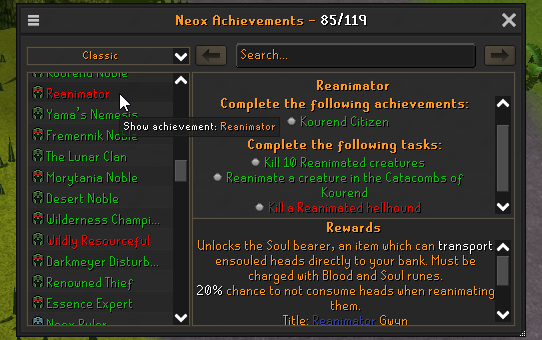 Neox Achievements - 85/119
Classic
Search...
Kourend Noble
Reanimator
Yama's Nemesis
Show achievement: Reanimator
Fremennik Noble
The Lunar Clan
Morytania Noble
Desert Noble
Wilderness Champi...
Wildly Resourceful
Darkmeyer Disturb...
Renowned Thief
Essence Expert
Neox Ruler
Reanimator
Complete the following achievements:
Kourend Citizen
Complete the following tasks:
Kill 10 Reanimated creatures
Reanimate a creature in the Catacombs of
Kourend
Kill a Reanimated hellhound
Rewards
Unlocks the Soul bearer, an item which can transport
ensouled heads directly to your bank. Must be
charged with Blood and Soul runes.
20% chance to not consume heads when reanimating
them.
Title: Reanimator Gwyn